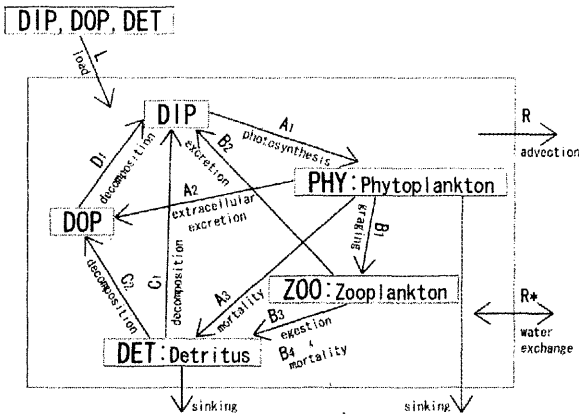 DIP, DOP, DET
L
load
DIP
A1
photosynthesis
R
advection
D1
decomposition
B2
excretion
PHY:Phytoplankton
A2
extracellular
excretion
DOP
B1
kraging
C2
decomposition
C1
decomposition
A3
mortality
ZOO:Zooplankton
R*
water
exchange
B3
egestion
B4
mortality
DET:Detritus
sinking
sinking